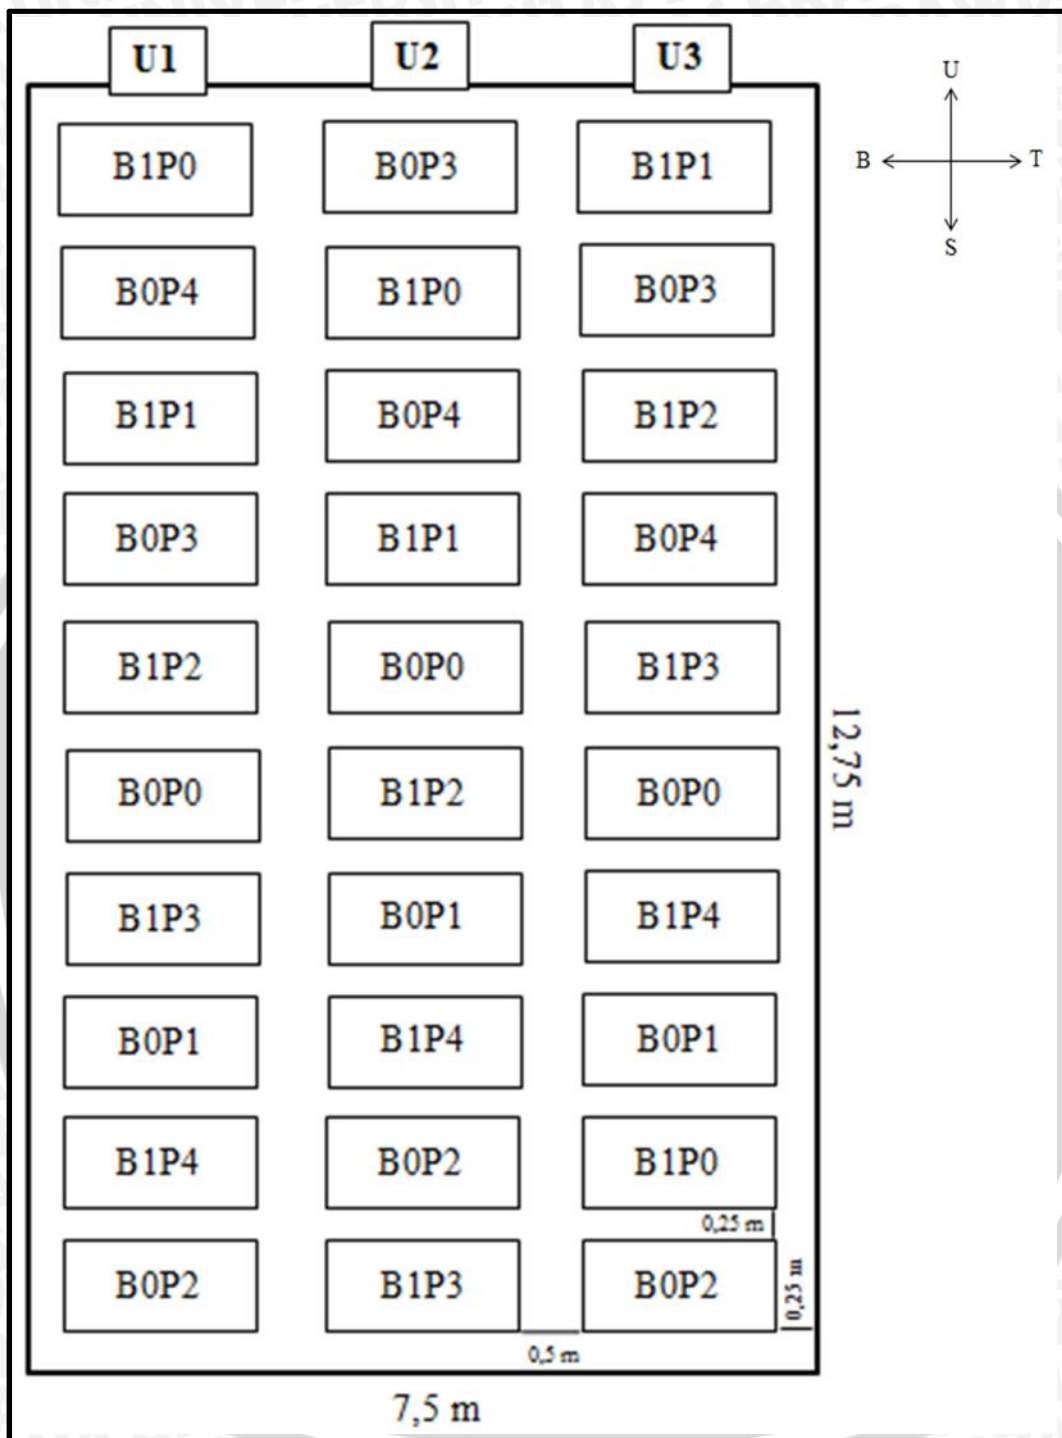 U1 U2 U3
U
B T
S
B1P0 B0P3 B1P1
B0P4 B1P0 B0P3
B1P1 B0P4 B1P2
B0P3 B1P1 B0P4
B1P2 B0P0 B1P3
B0P0 B1P2 B0P0
B1P3 B0P1 B1P4
B0P1 B1P4 B0P1
B1P4 B0P2 B1P0
B0P2 B1P3 B0P2
12,75 m
0,25 m
0,25 m
0,5 m
7,5 m